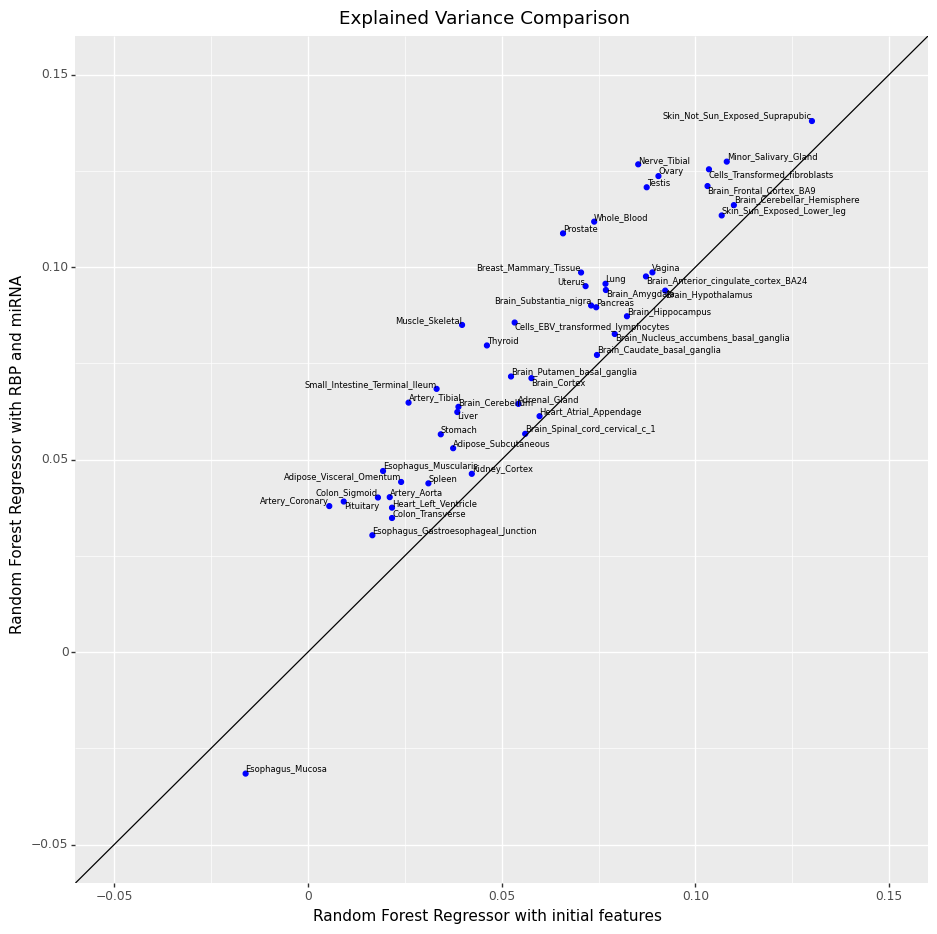 Explained Variance Comparison
0.15
Skin_Not_Sun_Exposed_Suprapubic
Nerve_Tibial
Minor_Salivary_Gland
Ovary
Cells_Transformed_fibroblasts
Testis
Brain_Frontal_Cortex_BA9
Brain_Cerebellar_Hemisphere
Skin_Sun_Exposed_Lower_leg
Whole_Blood
Prostate
0.10
Breast_Mammary_Tissue
Vagina
Uterus
Lung
Brain_Anterior_cingulate_cortex_BA24
Brain_Amygdala
Brain_Hypothalamus
Brain_Substantia_nigra
Pancreas
Brain_Hippocampus
Muscle_Skeletal
Cells_EBV_transformed_lymphocytes
Brain_Nucleus_accumbens_basal_ganglia
Thyroid
Brain_Caudate_basal_ganglia
Brain_Putamen_basal_ganglia
Small_Intestine_Terminal_Ileum
Brain_Cortex
Artery_Tibial
Brain_Cerebellum
Adrenal_Gland
Liver
Heart_Atrial_Appendage
Stomach
Brain_Spinal_cord_cervical_c_1
Adipose_Subcutaneous
0.05
Esophagus_Muscularis
Kidney_Cortex
Adipose_Visceral_Omentum
Spleen
Colon_Sigmoid
Artery_Aorta
Artery_Coronary
Pituitary
Heart_Left_Ventricle
Colon_Transverse
Esophagus_Gastroesophageal_Junction
0
Esophagus_Mucosa
−0.05
−0.05
0
0.05
0.10
0.15
Random Forest Regressor with initial features
Random Forest Regressor with RBP and miRNA